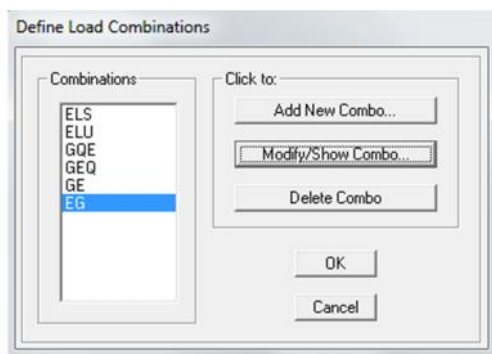 Define Load Combinations
Combinations
ELS
ELU
GQE
GEQ
GE
EG
Click to:
Add New Combo...
Modify/Show Combo...
Delete Combo
OK
Cancel